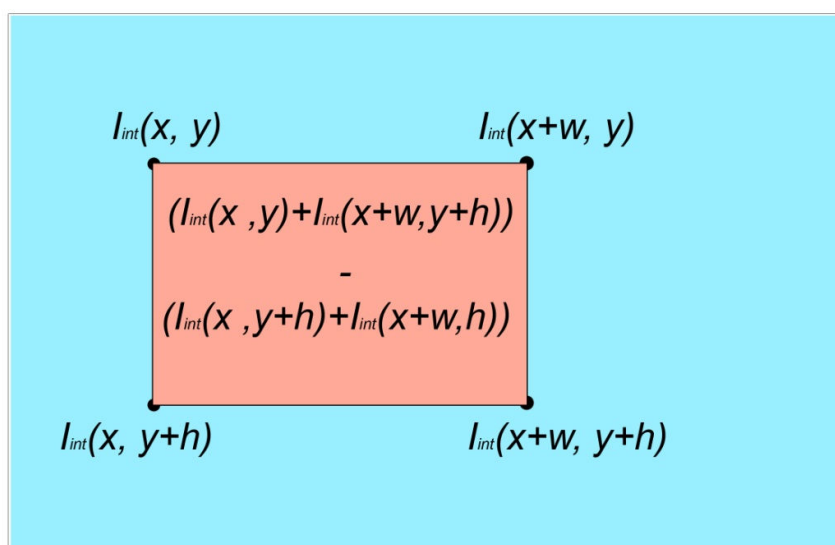 Iint(x, y)
Iint(x+w, y)
(Iint(x ,y)+Iint(x+w,y+h))
-
(Iint(x ,y+h)+Iint(x+w,h))
Iint(x, y+h)
Iint(x+w, y+h)